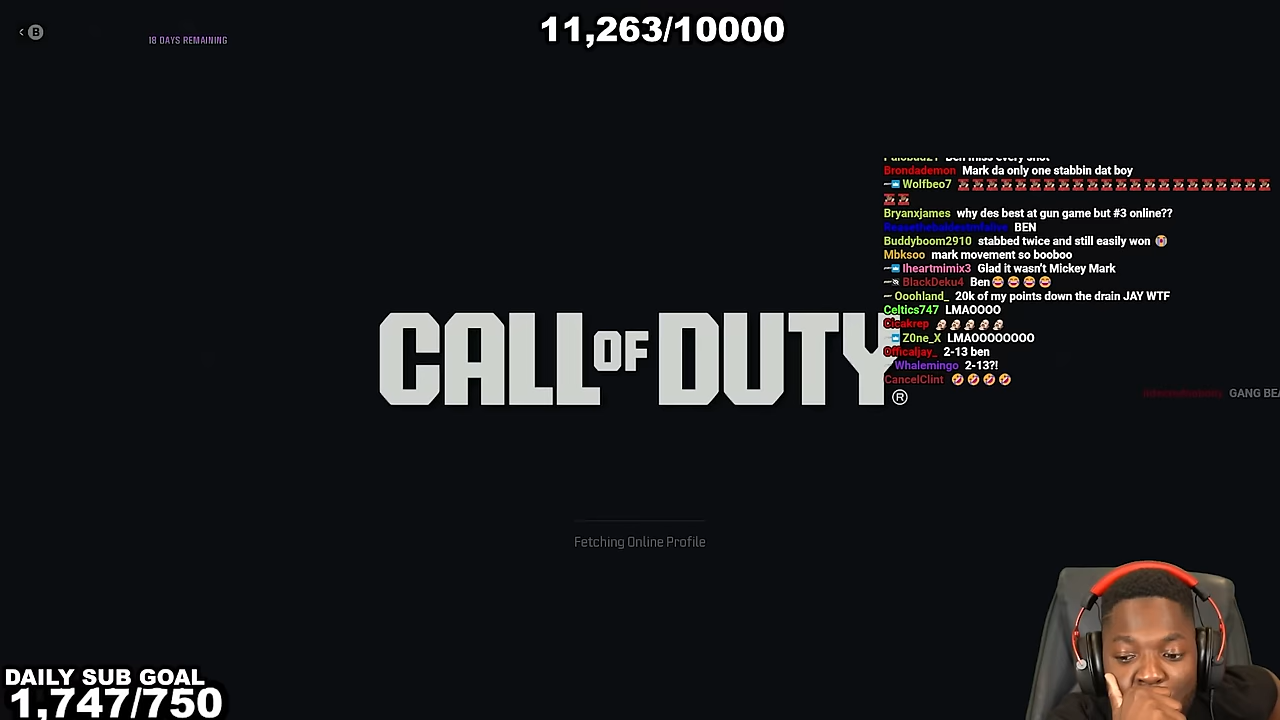 B
18 DAYS REMAINING
11,263/10000
Brondademon Mark da only one stabbin dat boy
Wolfbeo7
Bryanxjames why des best at gun game but #3 online??
BEN
Buddyboom2910 stabbed twice and still easily won 😭
Mbksoo mark movement so booboo
Iheartmimix3 Glad it wasn't Mickey Mark
BlackDeku4 Ben😂😂😂😂
Ooohland_ 20k of my points down the drain JAY WTF
Celtics747 LMAOOOO
Clcakrep
Z0ne_X LMAOOOOOOOO
Officaljay_ 2-13 ben
Whalemingo 2-13?!
CancelClint 🤣🤣🤣🤣
GANG BEA
CALL OF DUTY®
Fetching Online Profile
DAILY SUB GOAL
1,747/750